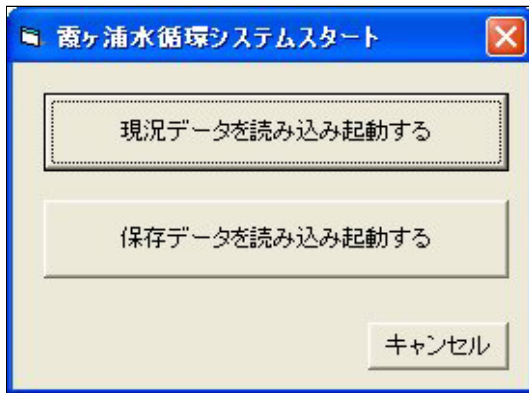 霞ヶ浦水循環システムスタート
現況データを読み込み起動する
保存データを読み込み起動する
キャンセル